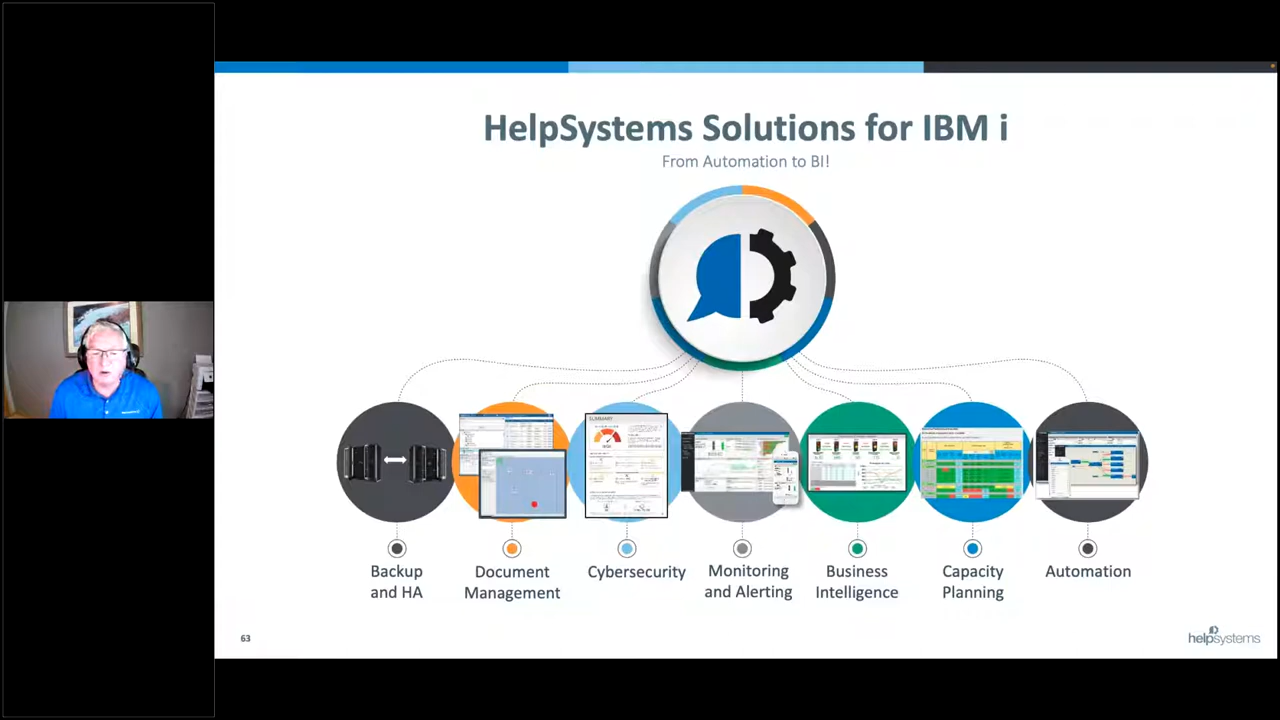 HelpSystems Solutions for IBM i
From Automation to BI!
SUMMARY
Backup
and HA
Document
Management
Cybersecurity
Monitoring
and Alerting
Business
Intelligence
Capacity
Planning
Automation
63
helpsystems